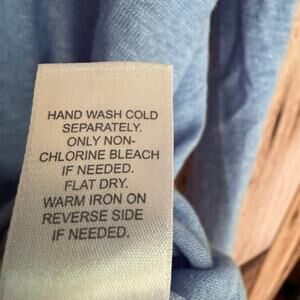 HAND WASH COLD
SEPARATELY.
ONLY NON-
CHLORINE BLEACH
IF NEEDED.
FLAT DRY.
WARM IRON ON
REVERSE SIDE
IF NEEDED.